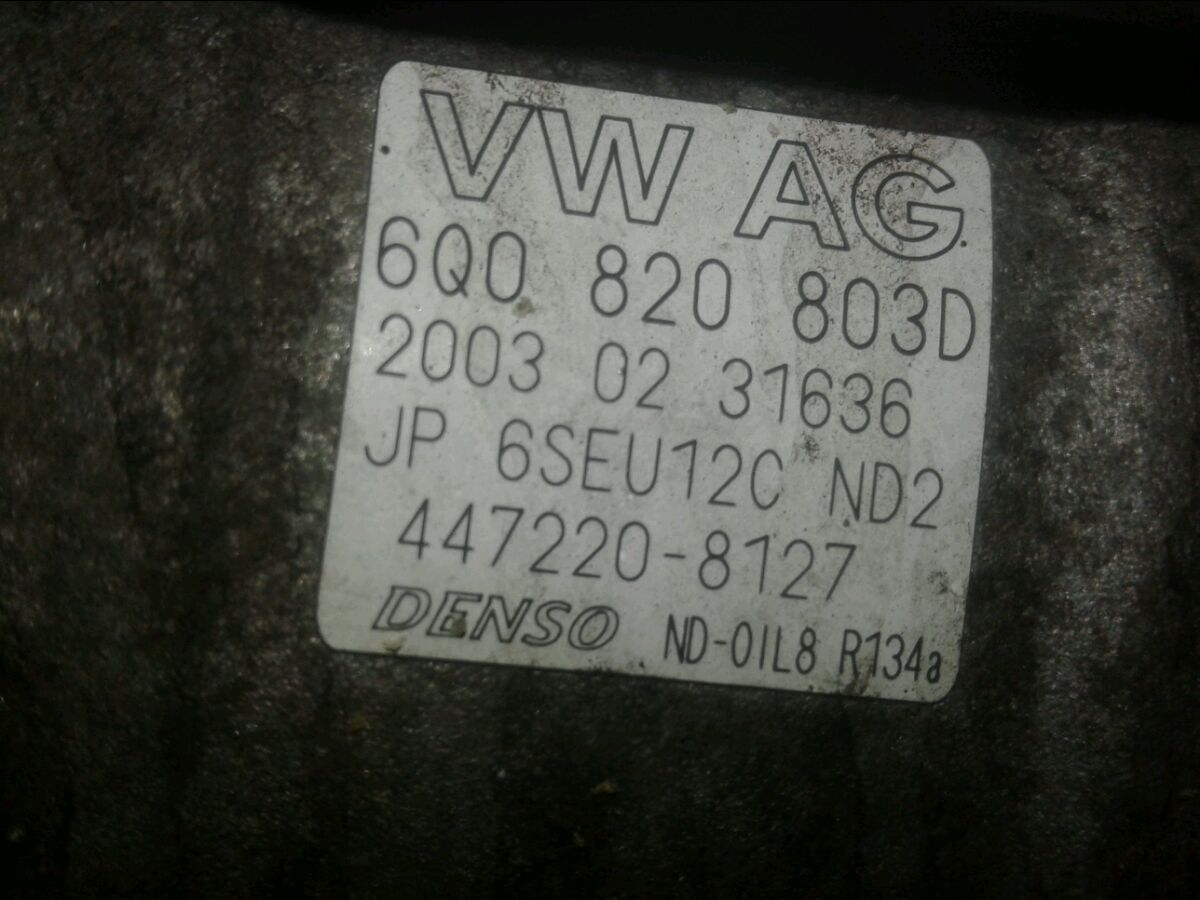 VW AG
6Q0 820 803D
2003 02 31636
JP 6SEU12C ND2
447220-8127
DENSO ND-OIL8 R134a